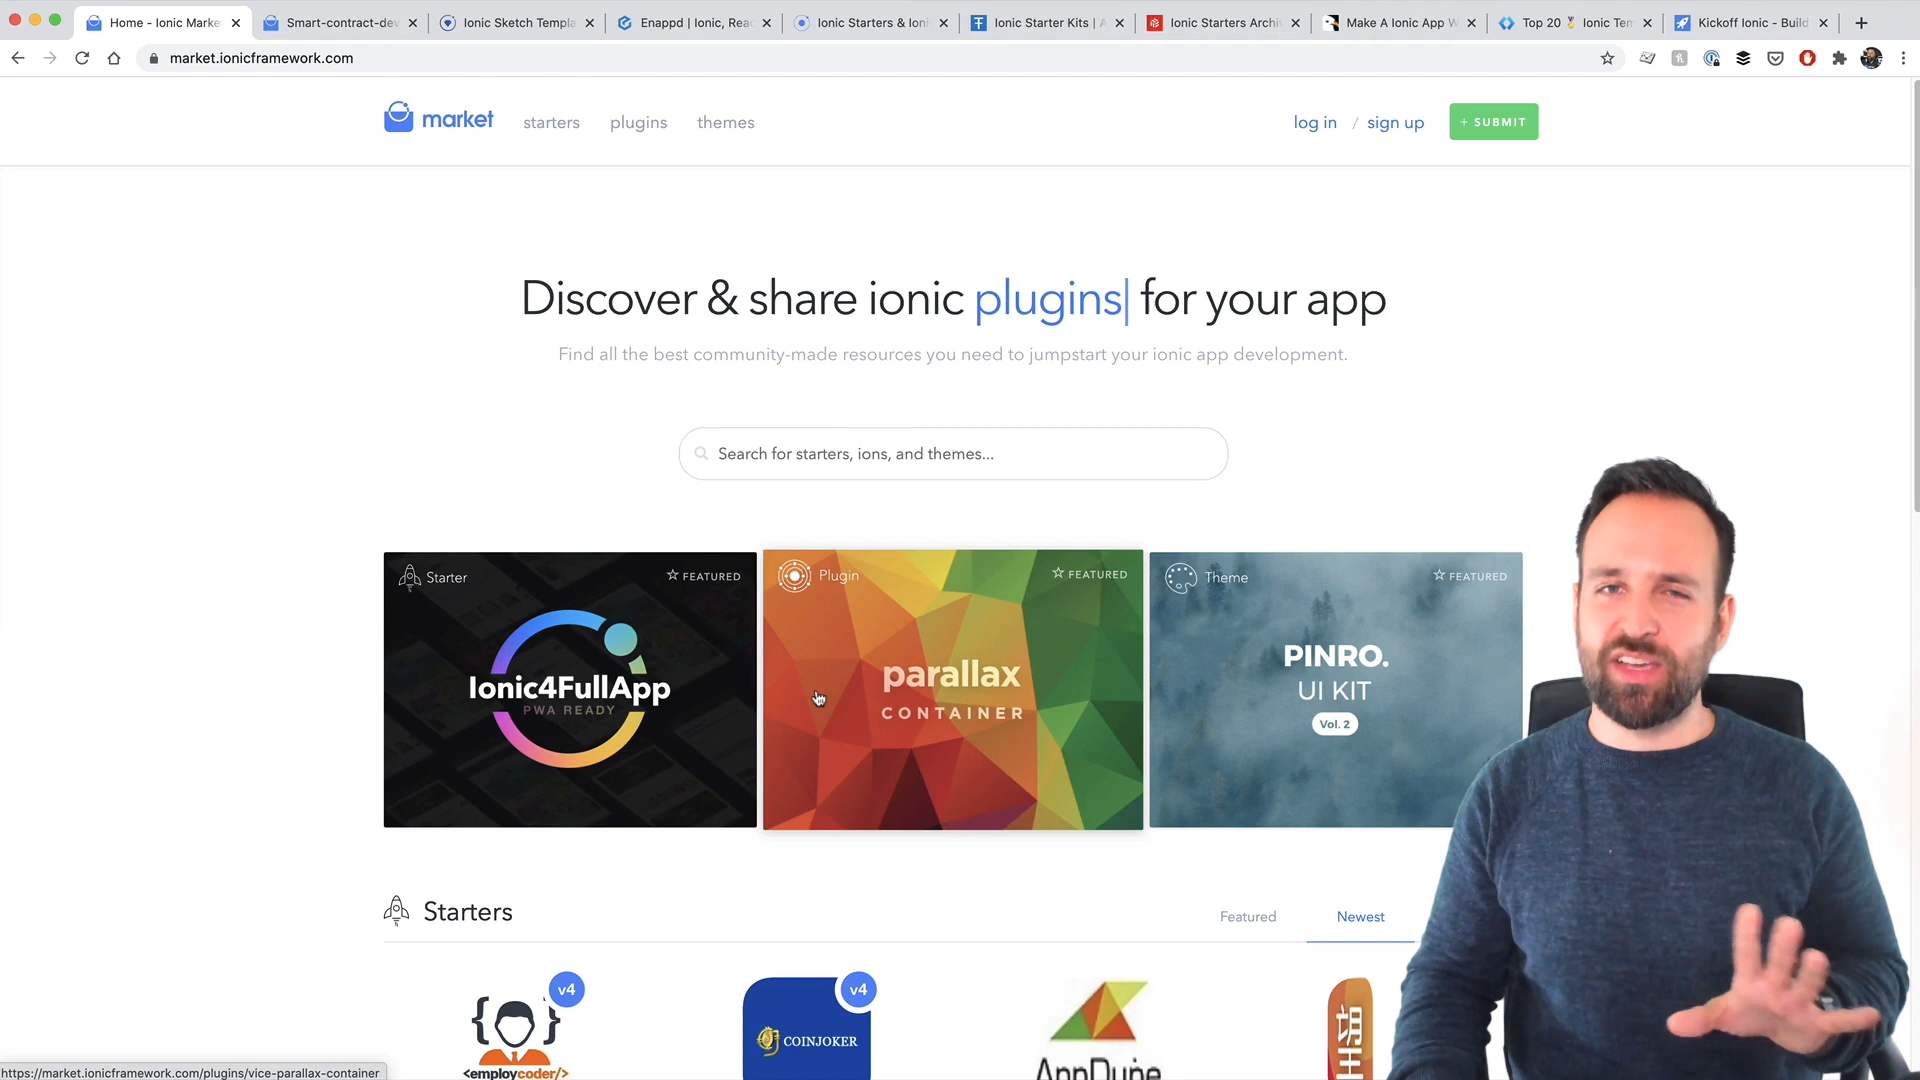 Home - Ionic Marke
Smart-contract-dev
Ionic Sketch Templa
Enappd | Ionic, Rea
Ionic Starters & Ioni
Ionic Starter Kits | A
Ionic Starters Archi
Make A Ionic App W
Top 20 🏅 Ionic Tem
Kickoff Ionic - Build
market.ionicframework.com
market
starters
plugins
themes
log in / sign up
+ SUBMIT
Discover & share ionic plugins| for your app
Find all the best community-made resources you need to jumpstart your ionic app development.
Search for starters, ions, and themes...
Starter
☆ FEATURED
Ionic4FullApp
PWA READY
Plugin
☆ FEATURED
parallax
CONTAINER
Theme
☆ FEATURED
PINRO.
UI KIT
Vol. 2
Starters
Featured
Newest
v4
<employcoder/>
v4
COINJOKER
AppDupe
https://market.ionicframework.com/plugins/vice-parallax-container